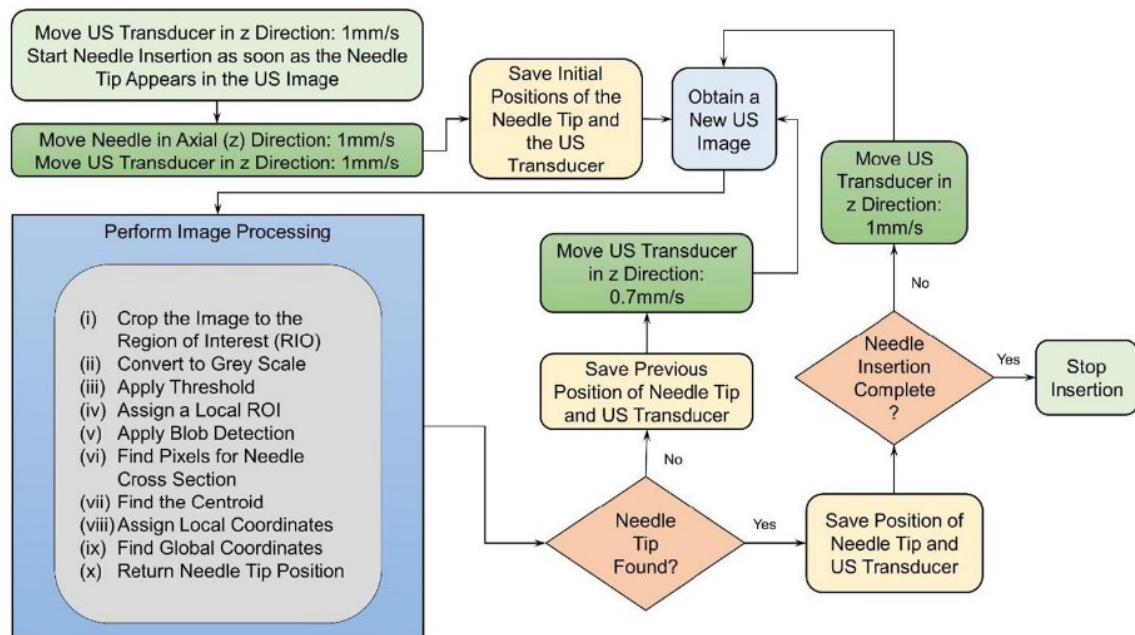 Move US Transducer in z Direction: 1mm/s
Start Needle Insertion as soon as the Needle
Tip Appears in the US Image
Move Needle in Axial (z) Direction: 1mm/s
Move US Transducer in z Direction: 1mm/s
Save Initial
Positions of the
Needle Tip and
the US
Transducer
Obtain a
New US
Image
Perform Image Processing
(i) Crop the Image to the
Region of Interest (RIO)
(ii) Convert to Grey Scale
(iii) Apply Threshold
(iv) Assign a Local ROI
(v) Apply Blob Detection
(vi) Find Pixels for Needle
Cross Section
(vii) Find the Centroid
(viii) Assign Local Coordinates
(ix) Find Global Coordinates
(x) Return Needle Tip Position
Needle
Tip
Found?
No
Save Previous
Position of Needle Tip
and US Transducer
Move US Transducer
in z Direction:
0.7mm/s
Yes
Save Position of
Needle Tip and
US Transducer
Needle
Insertion
Complete
?
No
Move US
Transducer in
z Direction:
1mm/s
Yes
Stop
Insertion